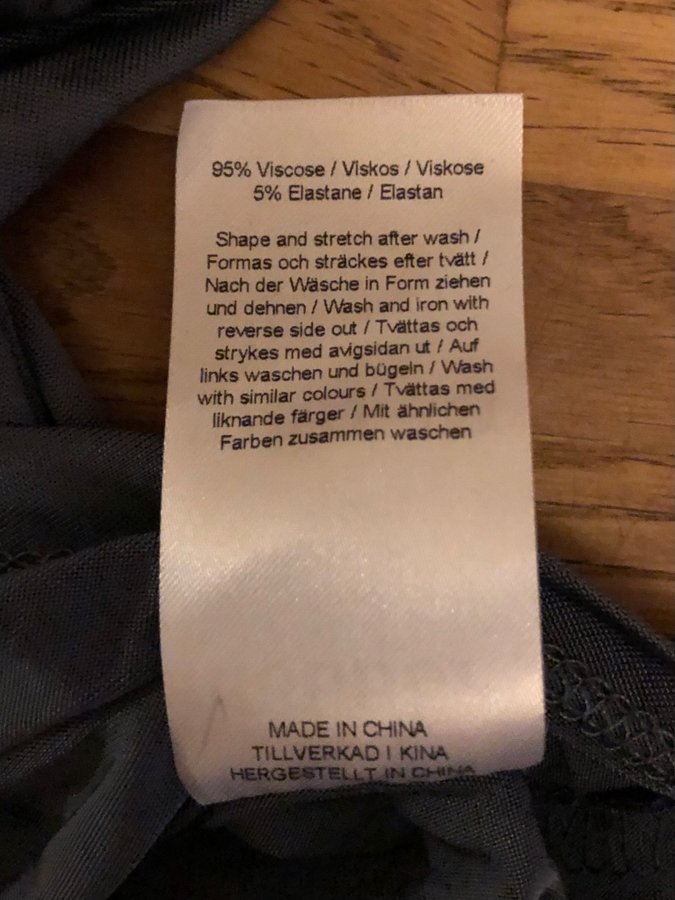 95% Viscose / Viskos / Viskose
5% Elastane / Elastan
Shape and stretch after wash /
Formas och sträckes efter tvätt /
Nach der Wäsche in Form ziehen
und dehnen / Wash and iron with
reverse side out / Tvättas och
strykes med avigsidan ut / Auf
links waschen und bügeln / Wash
with similar colours / Tvättas med
liknande färger / Mit ähnlichen
Farben zusammen waschen
MADE IN CHINA
TILLVERKAD I KINA
HERGESTELLT IN CHINA